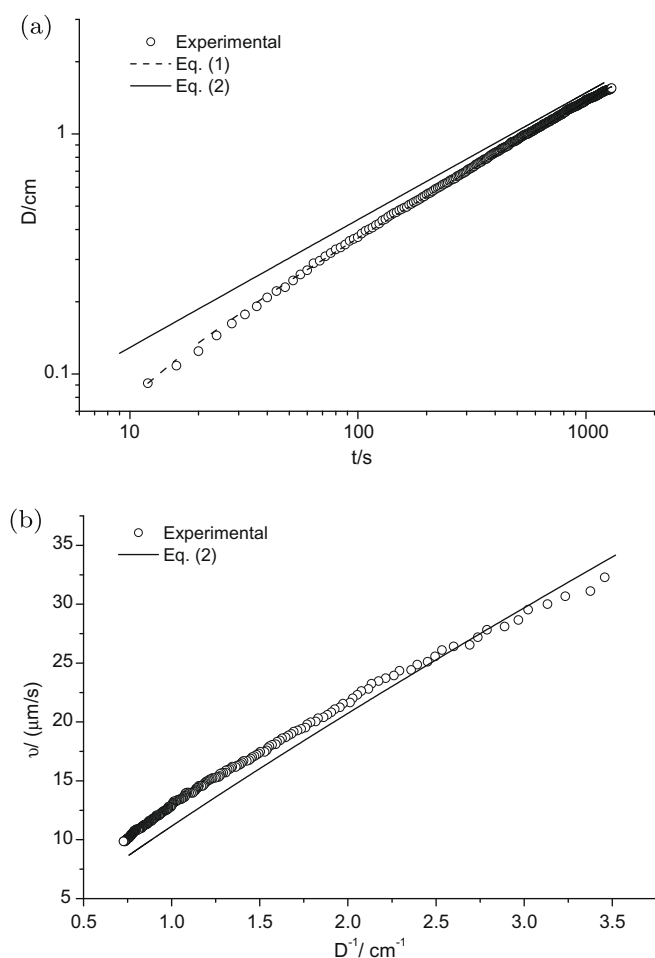 (a)
Experimental
Eq. (1)
Eq. (2)
1
0.1
D/cm
10 100 1000
t/s
(b)
Experimental
Eq. (2)
35
30
25
20
15
10
5
υ/ (μm/s)
0.5 1.0 1.5 2.0 2.5 3.0 3.5
D⁻¹/ cm⁻¹